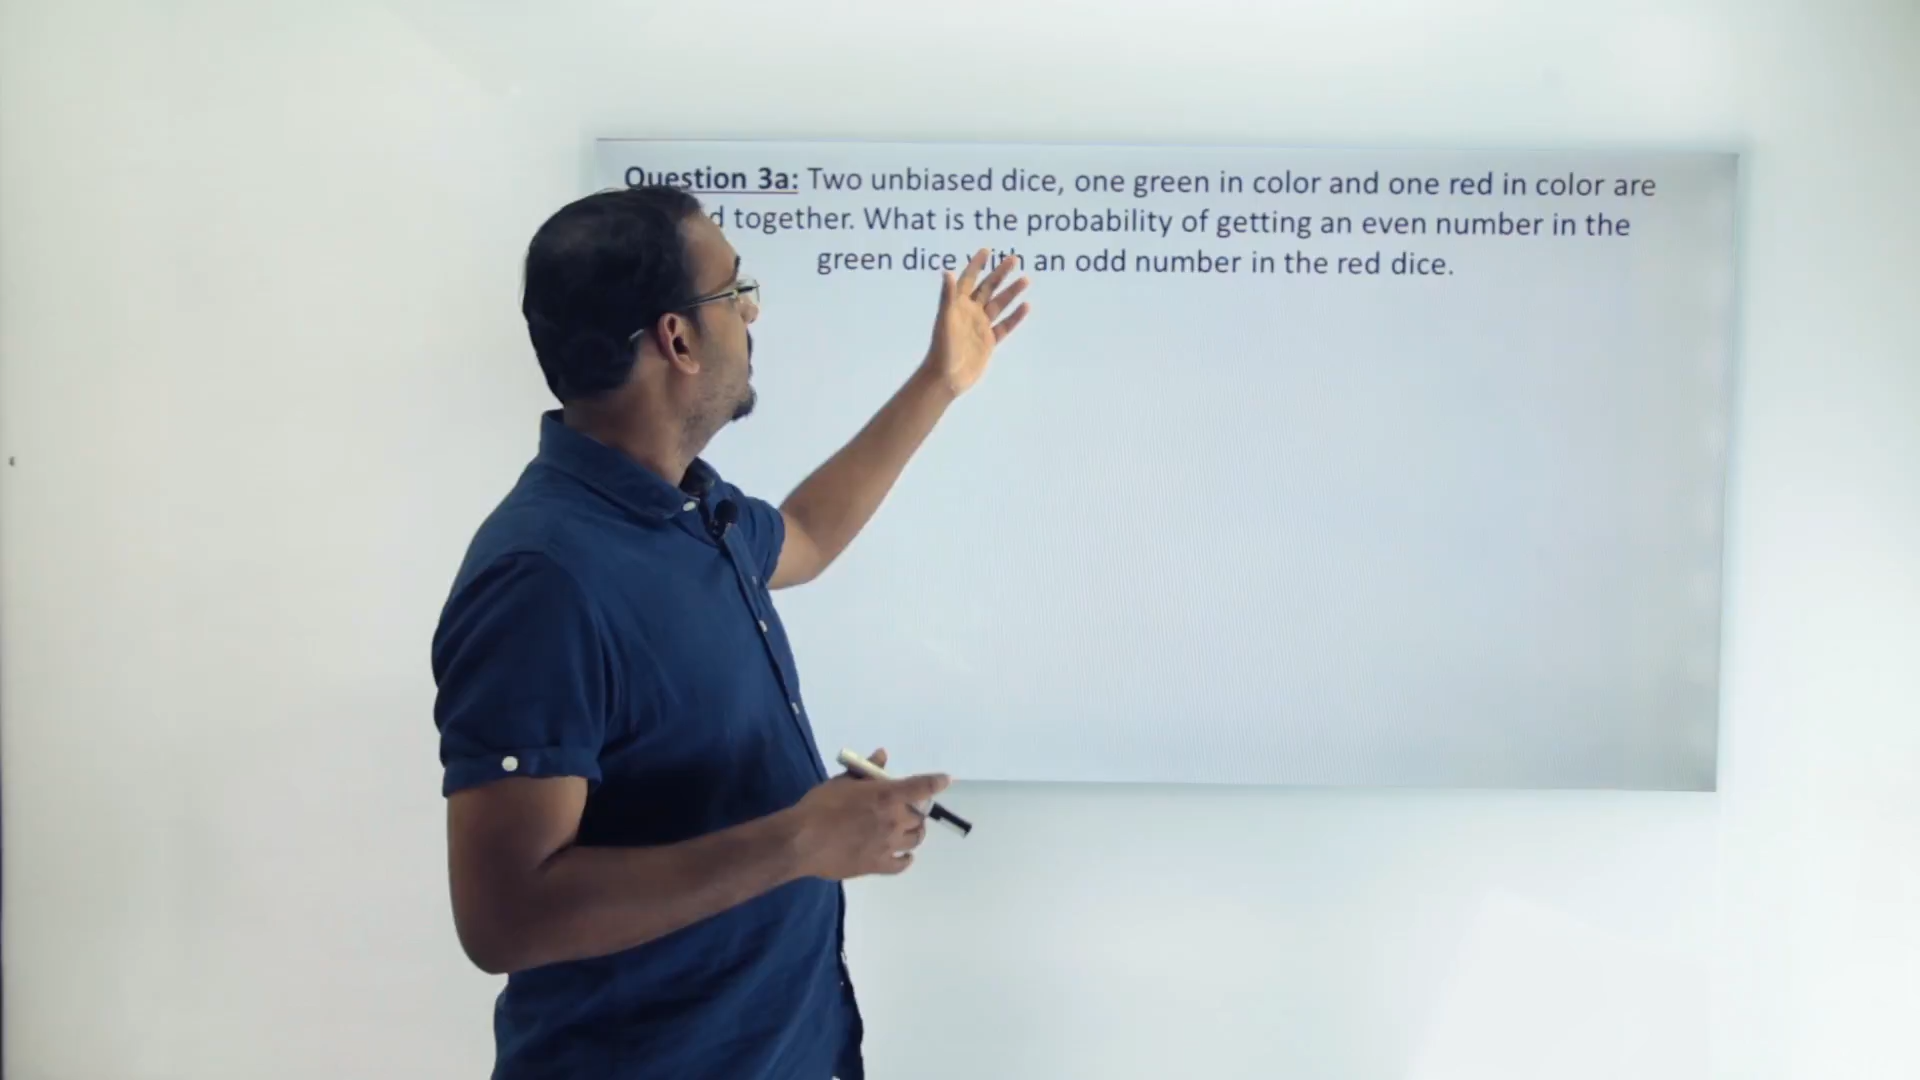 Question 3a: Two unbiased dice, one green in color and one red in color are
together. What is the probability of getting an even number in the
green dice with an odd number in the red dice.